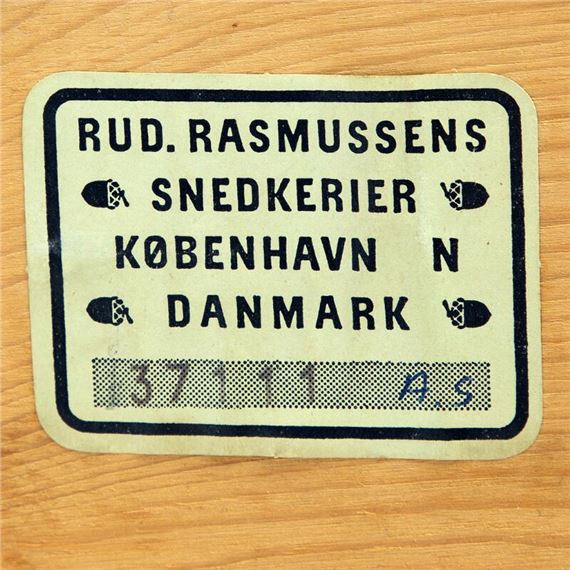 RUD. RASMUSSENS
SNEDKERIER
KØBENHAVN N
DANMARK
37111 A.S